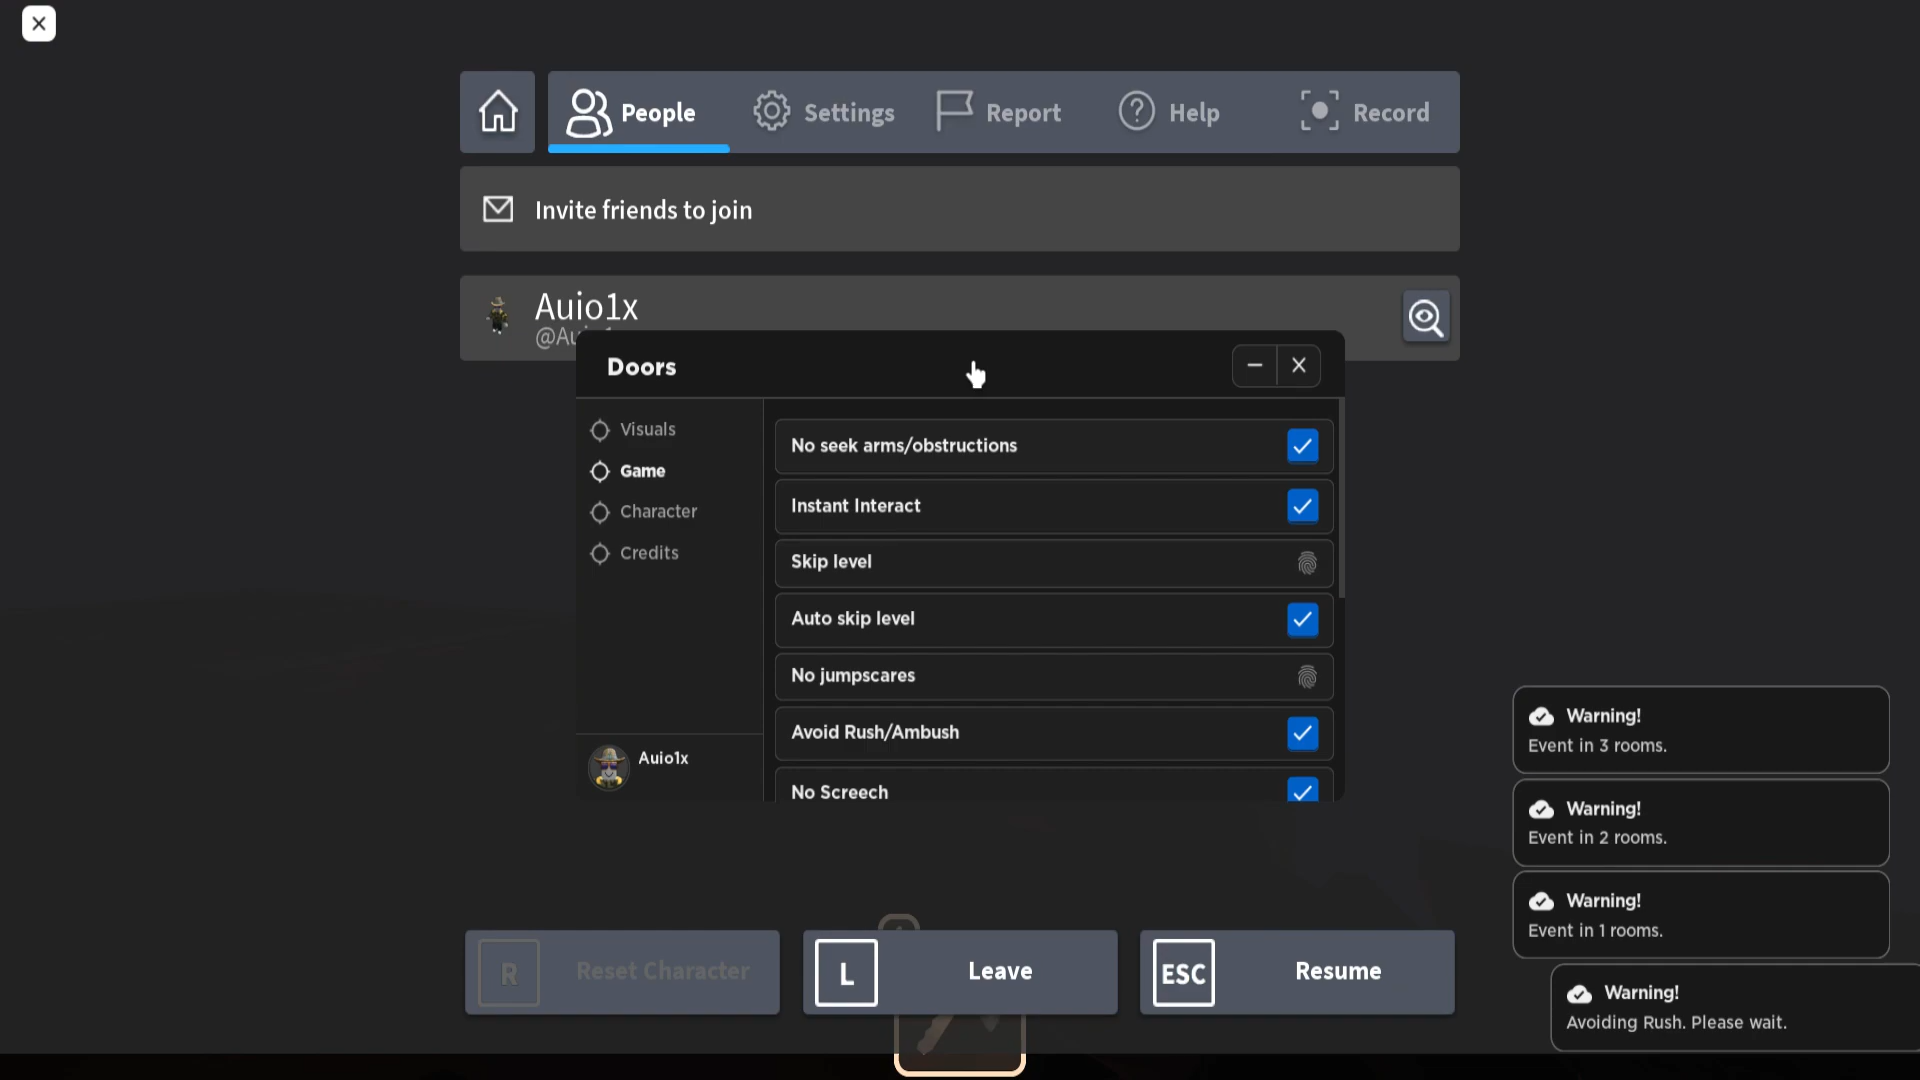 People
Settings
Report
Help
Record
Invite friends to join
Auio1x
Doors
Visuals
Game
Character
Credits
Auio1x
No seek arms/obstructions
Instant Interact
Skip level
Auto skip level
No jumpscares
Avoid Rush/Ambush
No Screech
Warning!
Event in 3 rooms.
Warning!
Event in 2 rooms.
Warning!
Event in 1 rooms.
Warning!
Avoiding Rush. Please wait.
R
Reset Character
L
Leave
ESC
Resume